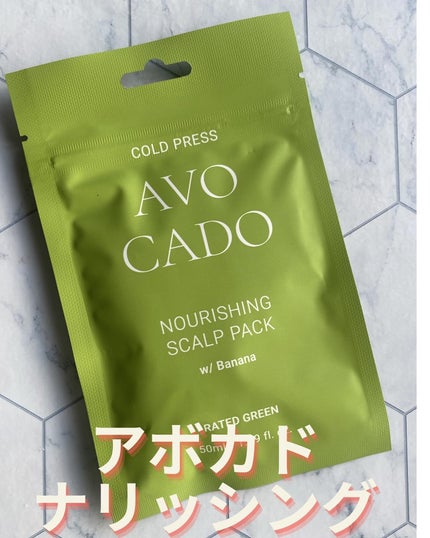 COLD PRESS
AVO
CADO
NOURISHING
SCALP PACK
w/ Banana
RATED GREEN
アボカド
ナリッシング